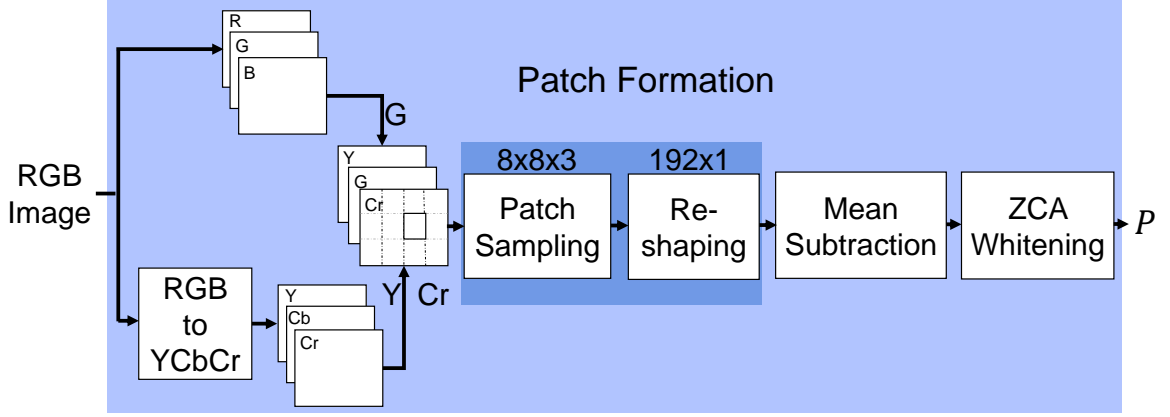 Patch Formation
RGB
Image
R
G
B
G
Y
G
Cr
RGB
to
YCbCr
Y
Cb
Cr
Y Cr
8x8x3
Patch
Sampling
192x1
Re-
shaping
Mean
Subtraction
ZCA
Whitening
P